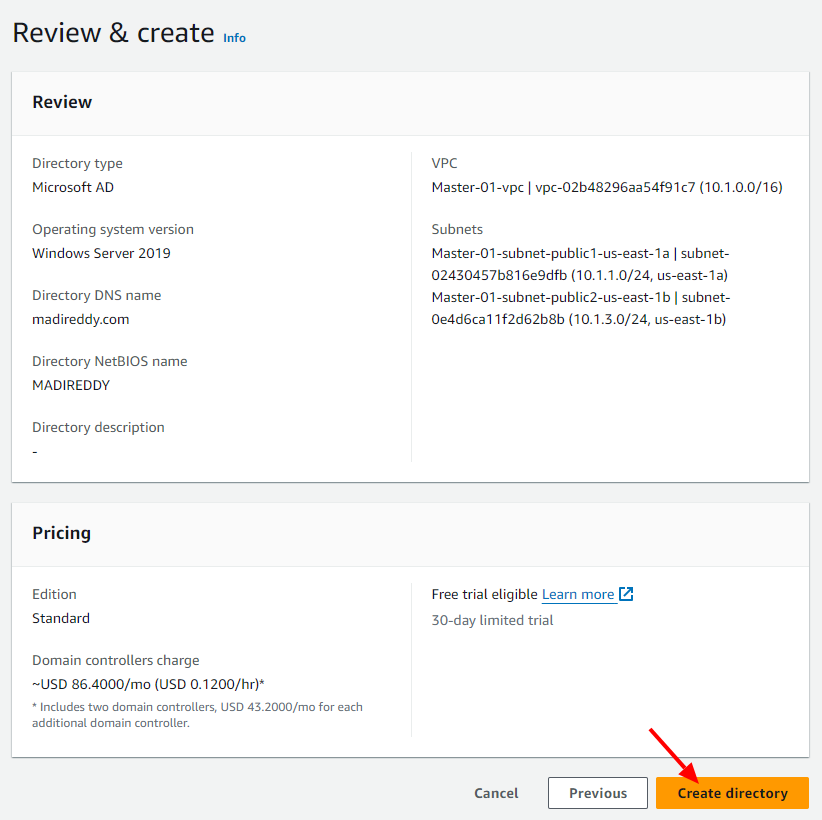 Review & create Info
Review
Directory type
Microsoft AD
Operating system version
Windows Server 2019
Directory DNS name
madireddy.com
Directory NetBIOS name
MADIREDDY
Directory description
-
VPC
Master-01-vpc | vpc-02b48296aa54f91c7 (10.1.0.0/16)
Subnets
Master-01-subnet-public1-us-east-1a | subnet-
02430457b816e9dfb (10.1.1.0/24, us-east-1a)
Master-01-subnet-public2-us-east-1b | subnet-
0e4d6ca11f2d62b8b (10.1.3.0/24, us-east-1b)
Pricing
Edition
Standard
Domain controllers charge
~USD 86.4000/mo (USD 0.1200/hr)*
* Includes two domain controllers, USD 43.2000/mo for each
additional domain controller.
Free trial eligible Learn more
30-day limited trial
Cancel
Previous
Create directory